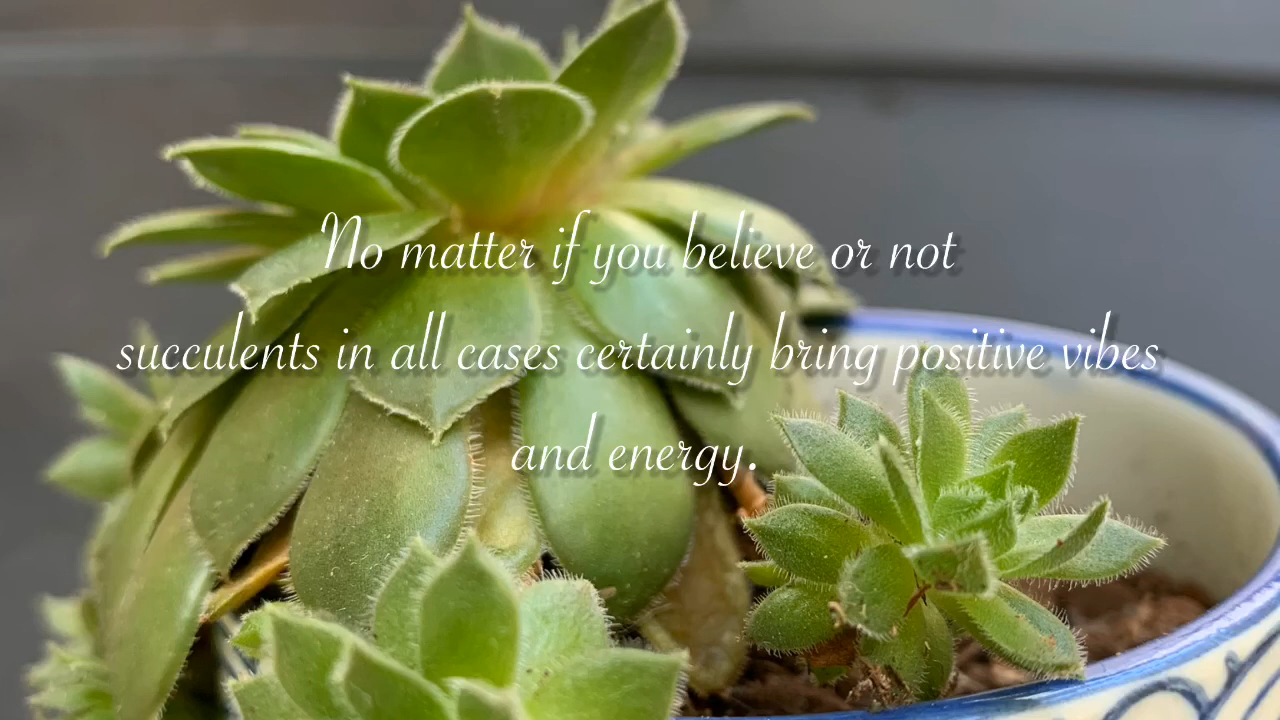 No matter if you believe or not
succulents in all cases certainly bring positive vibes
and energy.